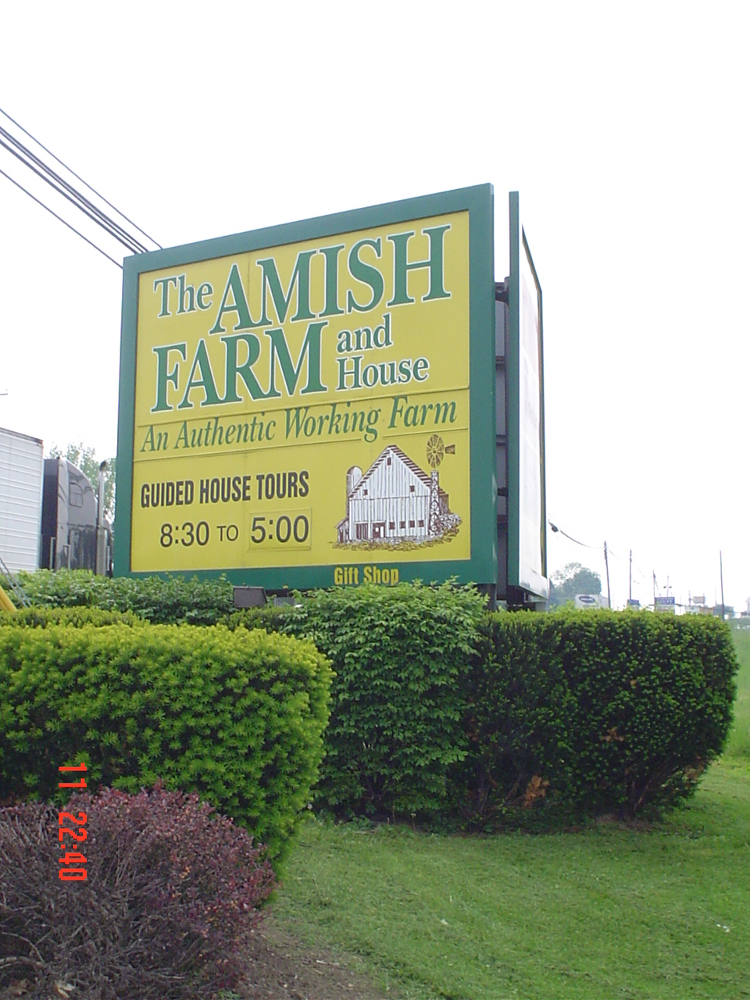 The AMISH
FARM and
House
An Authentic Working Farm
GUIDED HOUSE TOURS
8:30 TO 5:00
Gift Shop
11 22:40